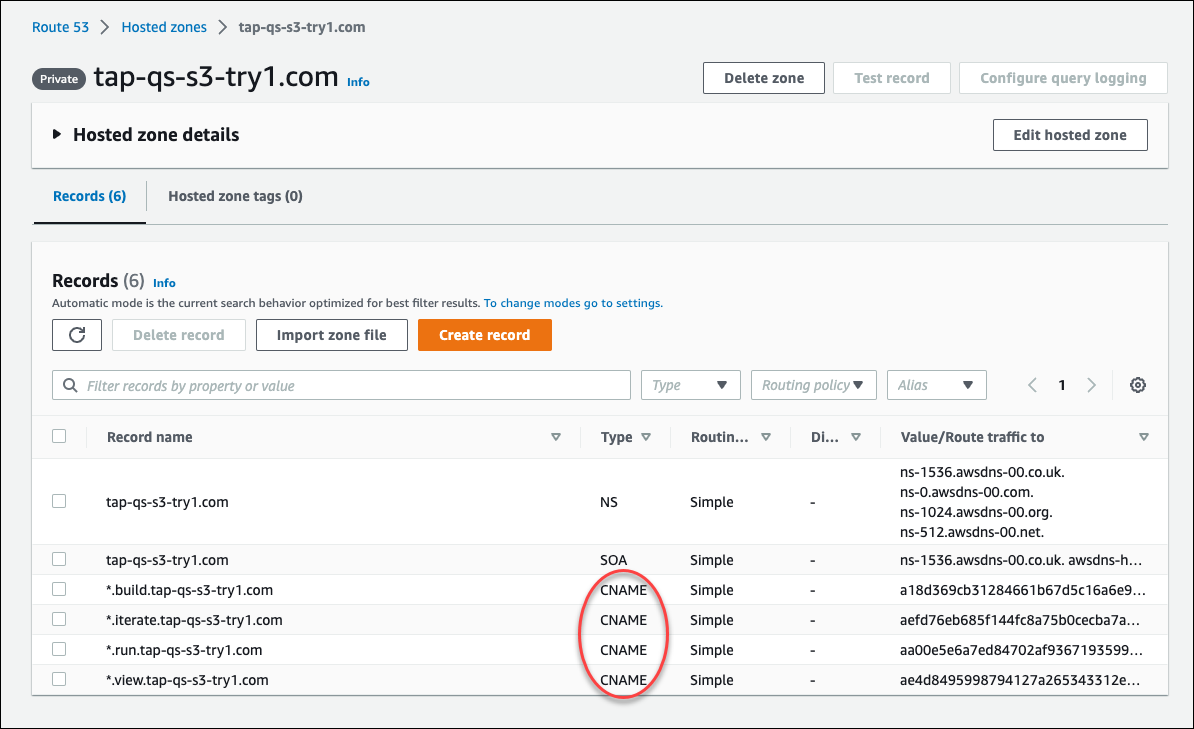 Route 53 > Hosted zones > tap-qs-s3-try1.com
Private tap-qs-s3-try1.com Info Delete zone Test record Configure query logging
Hosted zone details Edit hosted zone
Records (6) Hosted zone tags (0)
Records (6) Info
Automatic mode is the current search behavior optimized for best filter results. To change modes go to settings.
Delete record Import zone file Create record
Filter records by property or value Type Routing policy Alias 1
Record name Type Routin... Di... Value/Route traffic to
ns-1536.awsdns-00.co.uk.
ns-0.awsdns-00.com.
tap-qs-s3-try1.com NS Simple -
ns-1024.awsdns-00.org.
ns-512.awsdns-00.net.
tap-qs-s3-try1.com SOA Simple - ns-1536.awsdns-00.co.uk. awsdns-h...
*.build.tap-qs-s3-try1.com CNAME Simple - a18d369cb31284661b67d5c16a6e9...
*.iterate.tap-qs-s3-try1.com CNAME Simple - aefd76eb685f144fc8a75b0cecba7a...
*.run.tap-qs-s3-try1.com CNAME Simple - aa00e5e6a7ed84702af9367193599...
*.view.tap-qs-s3-try1.com CNAME Simple - ae4d8495998794127a265343312e...